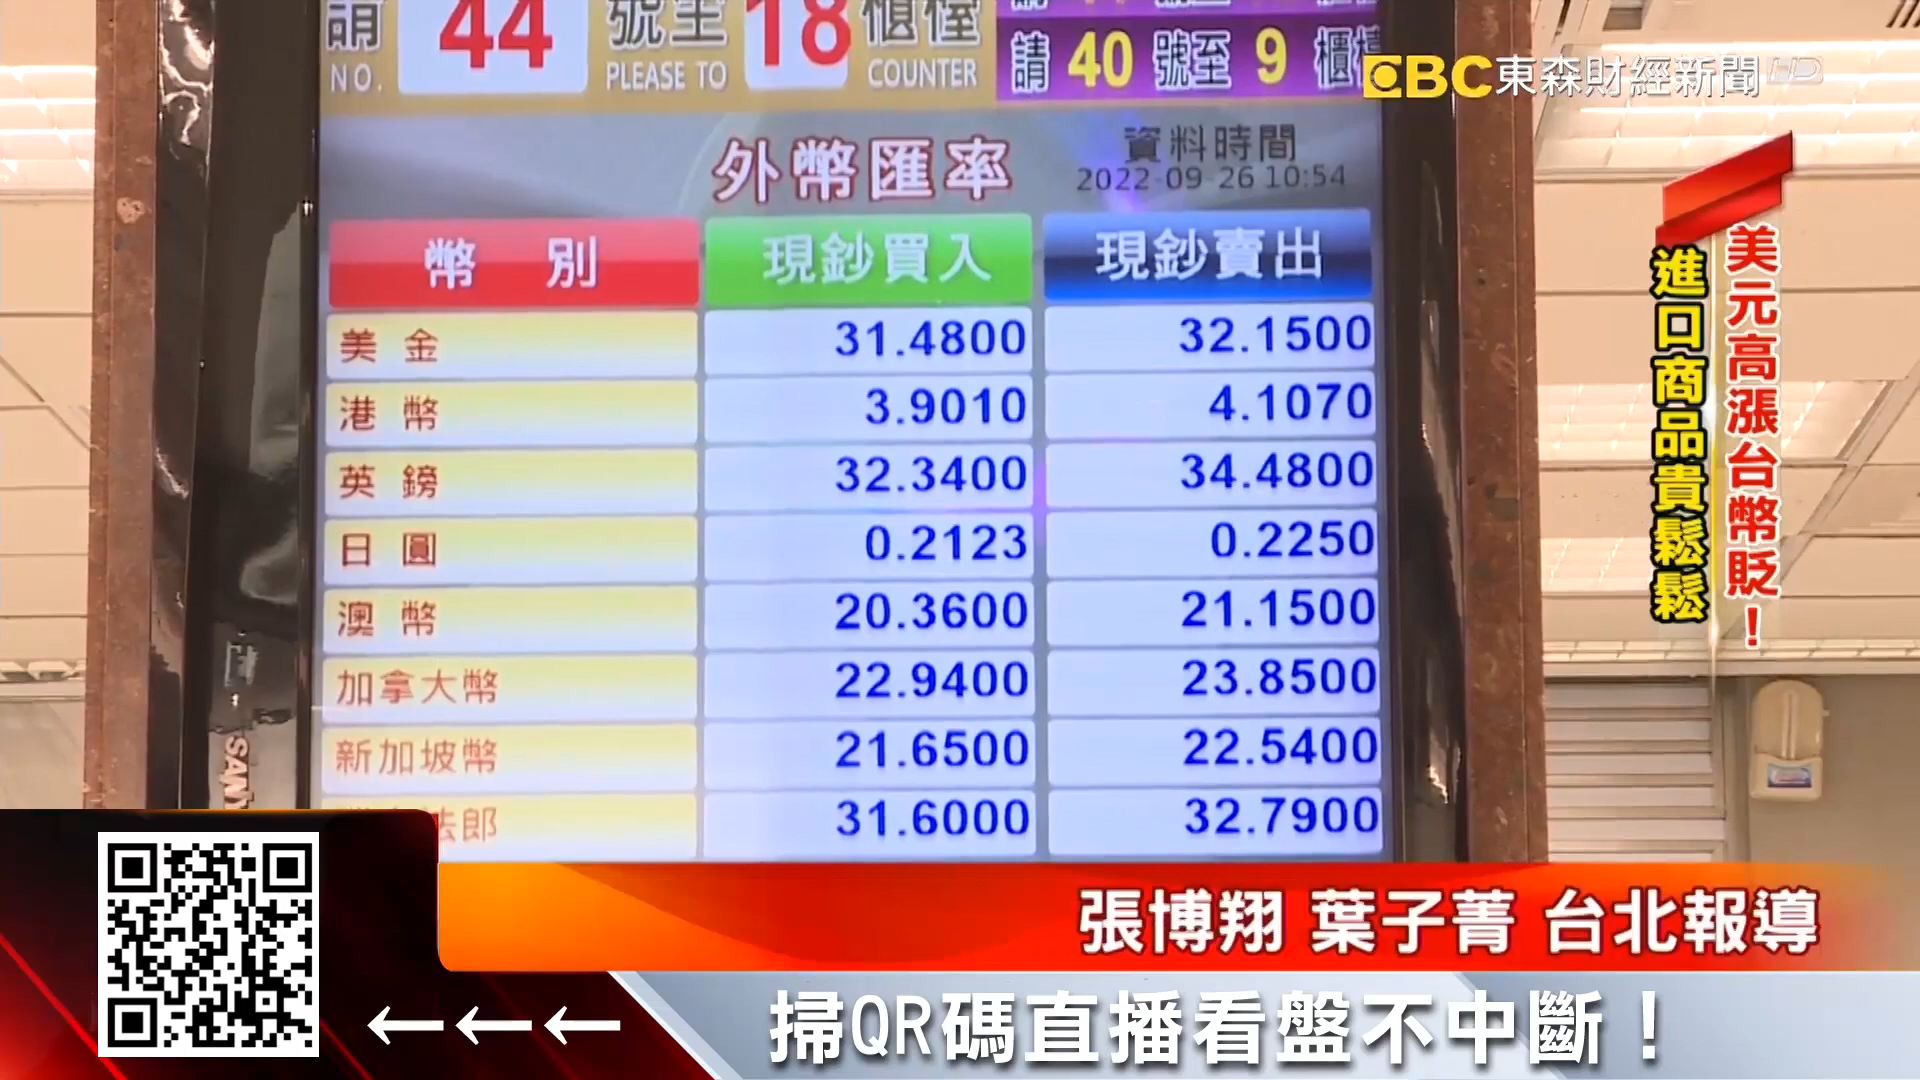 請 44 號至 18 櫃檯
NO. PLEASE TO COUNTER
請 40 號至 9 櫃檯
EBC東森財經新聞HD
外幣匯率
資料時間
2022-09-26 10:54
幣別 現鈔買入 現鈔賣出
美金 31.4800 32.1500
港幣 3.9010 4.1070
英鎊 32.3400 34.4800
日圓 0.2123 0.2250
澳幣 20.3600 21.1500
加拿大幣 22.9400 23.8500
新加坡幣 21.6500 22.5400
法郎 31.6000 32.7900
美元高漲台幣貶！
進口商品貴鬆鬆
張博翔 葉子菁 台北報導
←←← 掃QR碼直播看盤不中斷！